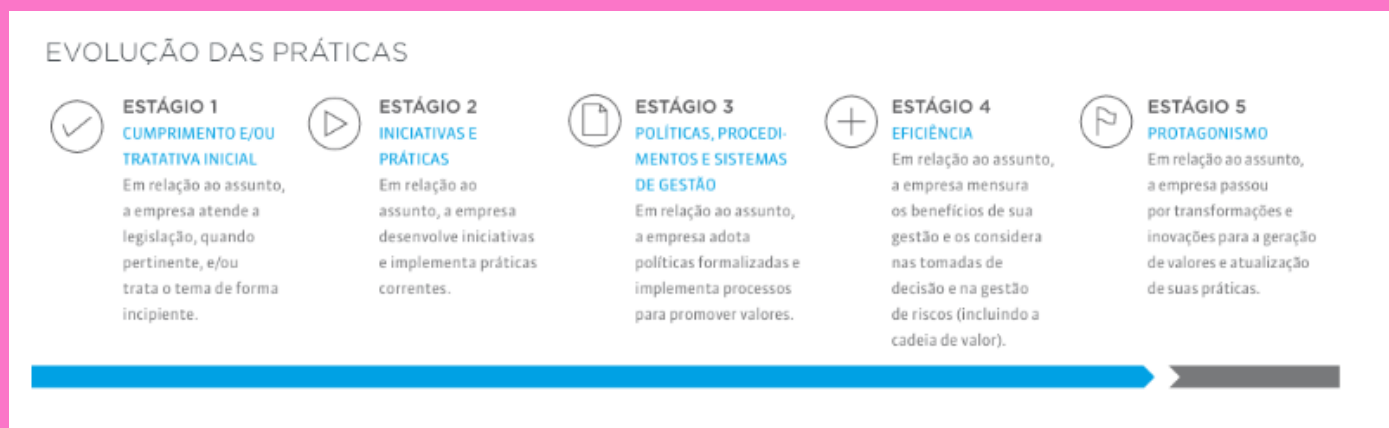 EVOLUÇÃO DAS PRÁTICAS
ESTÁGIO 1
CUMPRIMENTO E/OU
TRATATIVA INICIAL
Em relação ao assunto,
a empresa atende a
legislação, quando
pertinente, e/ou
trata o tema de forma
incipiente.
ESTÁGIO 2
INICIATIVAS E
PRÁTICAS
Em relação ao
assunto, a empresa
desenvolve iniciativas
e implementa práticas
correntes.
ESTÁGIO 3
POLÍTICAS, PROCEDI-
MENTOS E SISTEMAS
DE GESTÃO
Em relação ao assunto,
a empresa adota
políticas formalizadas e
implementa processos
para promover valores.
ESTÁGIO 4
EFICIÊNCIA
Em relação ao assunto,
a empresa mensura
os benefícios de sua
gestão e os considera
nas tomadas de
decisão e na gestão
de riscos (incluindo a
cadeia de valor).
ESTÁGIO 5
PROTAGONISMO
Em relação ao assunto,
a empresa passou
por transformações e
inovações para a geração
de valores e atualização
de suas práticas.